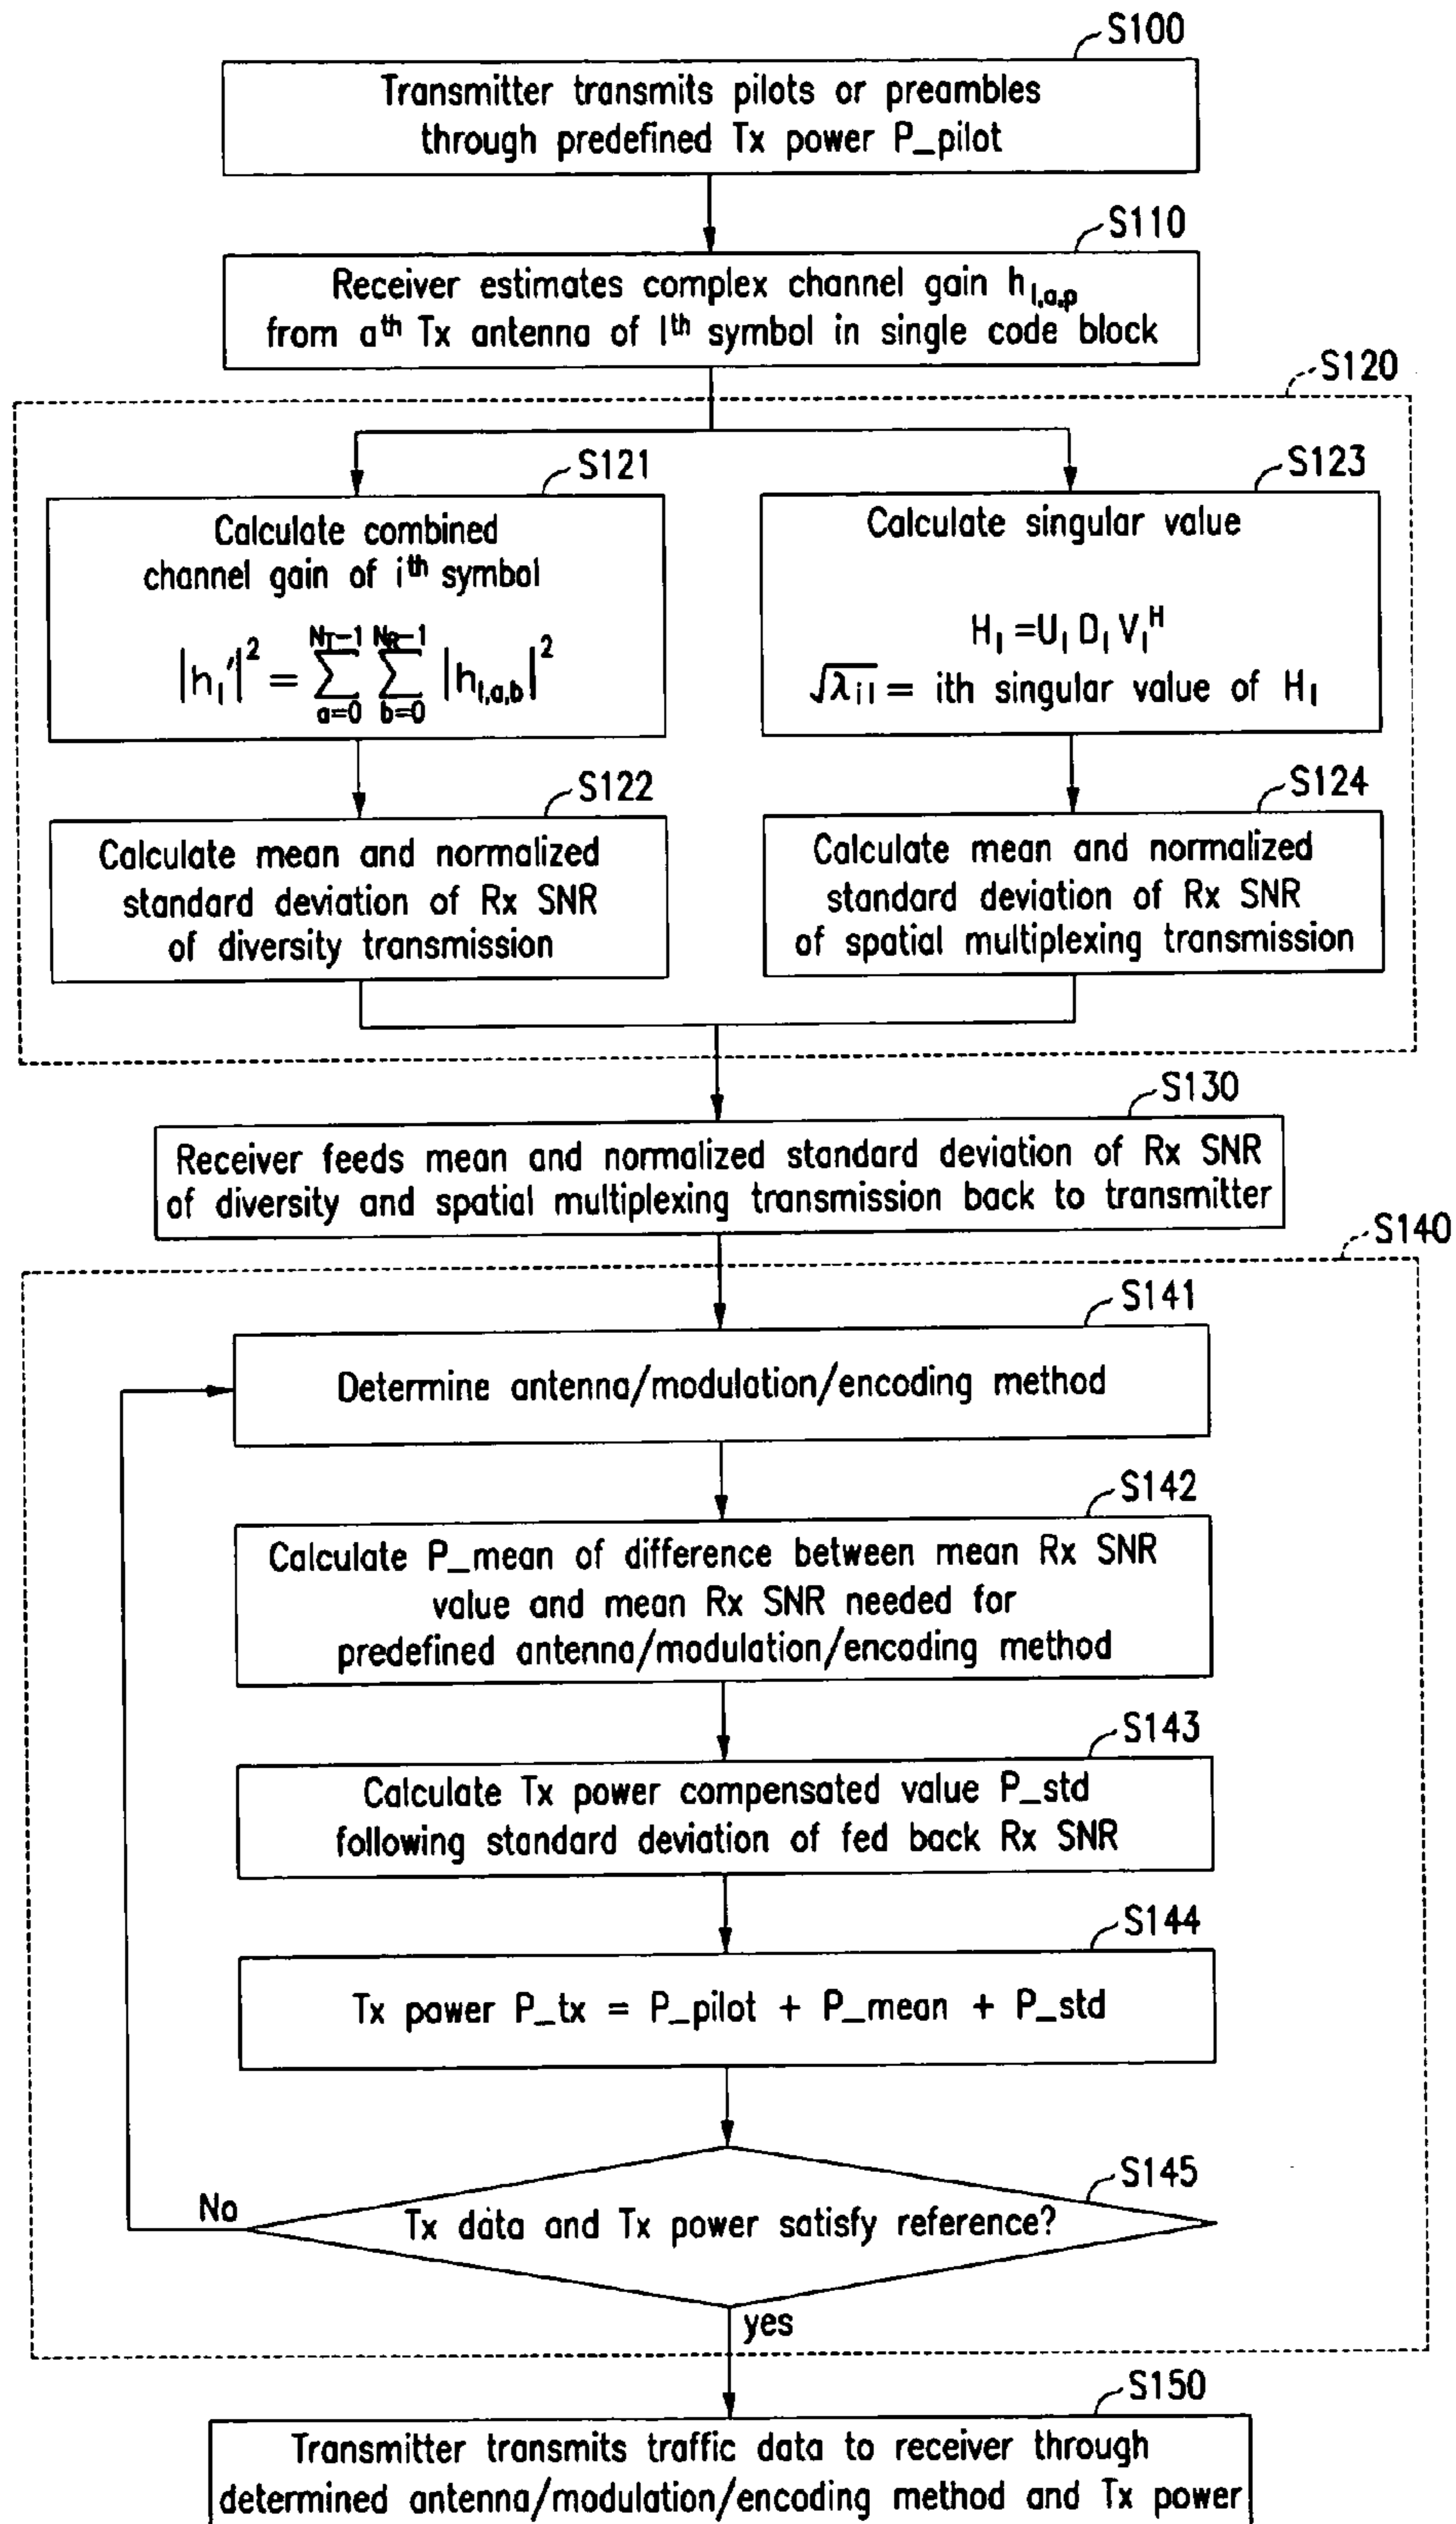 S100
Transmitter transmits pilots or preambles
through predefined Tx power P_pilot
S110
Receiver estimates complex channel gain h_{l,a,p}
from a^{th} Tx antenna of l^{th} symbol in single code block
S120
S121
Calculate combined
channel gain of i^{th} symbol
|h_l'|^2 = \sum_{a=0}^{N_T-1} \sum_{b=0}^{N_R-1} |h_{l,a,b}|^2
S123
Calculate singular value
H_l = U_l D_l V_l^H
\sqrt{\lambda_{il}} = ith singular value of H_l
S122
Calculate mean and normalized
standard deviation of Rx SNR
of diversity transmission
S124
Calculate mean and normalized
standard deviation of Rx SNR
of spatial multiplexing transmission
S130
Receiver feeds mean and normalized standard deviation of Rx SNR
of diversity and spatial multiplexing transmission back to transmitter
S140
S141
Determine antenna/modulation/encoding method
S142
Calculate P_mean of difference between mean Rx SNR
value and mean Rx SNR needed for
predefined antenna/modulation/encoding method
S143
Calculate Tx power compensated value P_std
following standard deviation of fed back Rx SNR
S144
Tx power P_tx = P_pilot + P_mean + P_std
S145
No
Tx data and Tx power satisfy reference?
yes
S150
Transmitter transmits traffic data to receiver through
determined antenna/modulation/encoding method and Tx power